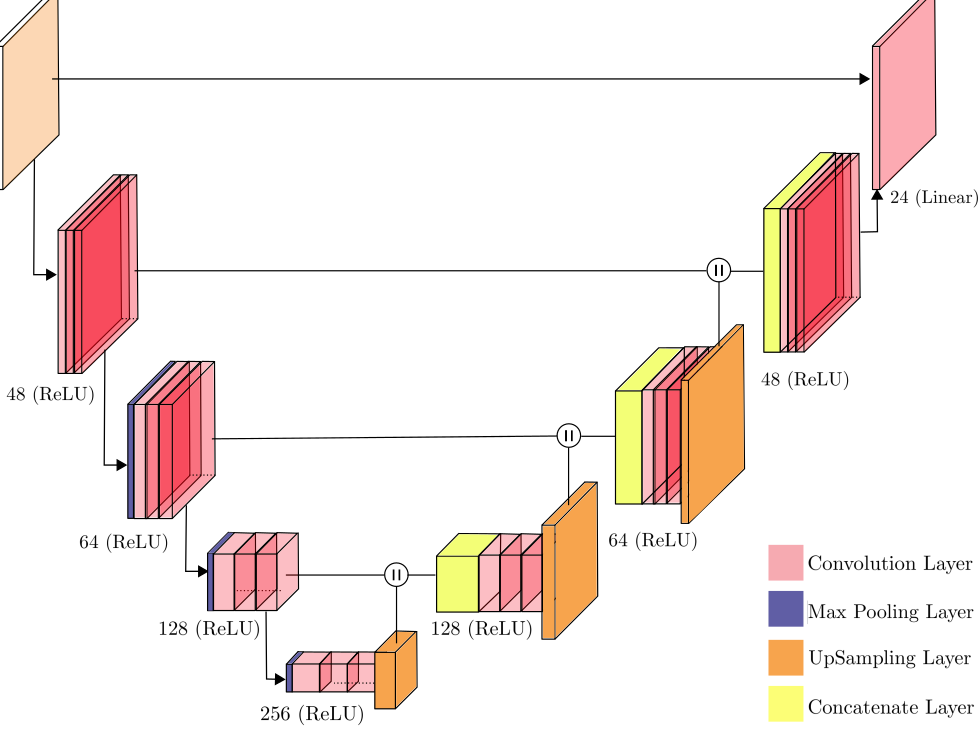 24 (Linear)
48 (ReLU)
48 (ReLU)
64 (ReLU)
64 (ReLU)
128 (ReLU)
128 (ReLU)
256 (ReLU)
Convolution Layer
Max Pooling Layer
UpSampling Layer
Concatenate Layer